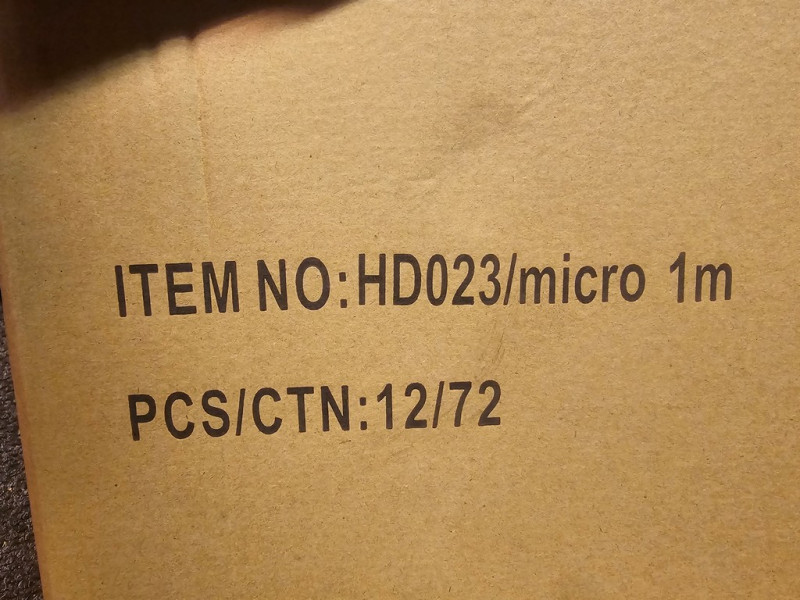 ITEM NO:HD023/micro 1m
PCS/CTN:12/72